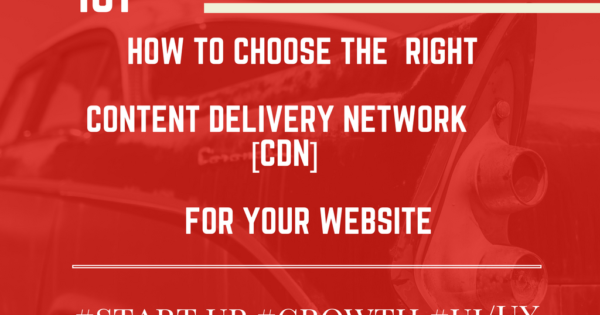 101
HOW TO CHOOSE THE RIGHT
CONTENT DELIVERY NETWORK
[CDN]
FOR YOUR WEBSITE
#START UP #GROWTH #UI/UX